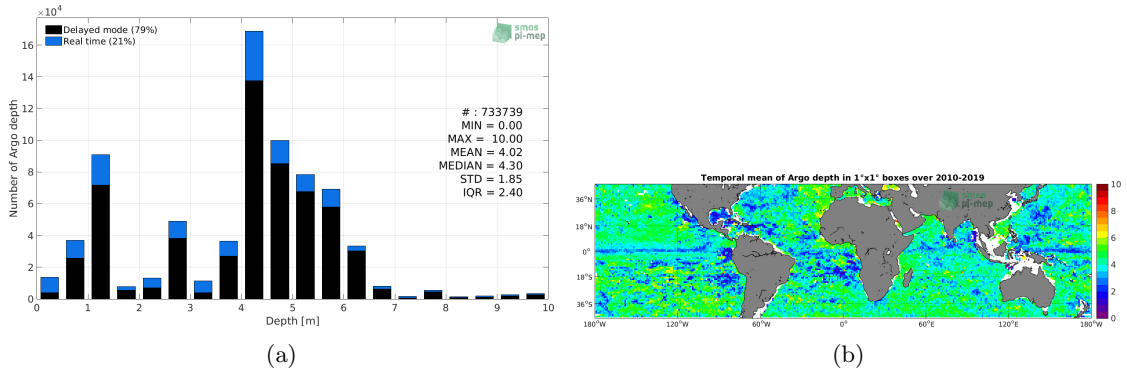 ×10⁴
Delayed mode (79%)
Real time (21%)
smos
pi-mep
16
14
12
10
8
6
4
2
0
Number of Argo depth
# : 733739
MIN = 0.00
MAX = 10.00
MEAN = 4.02
MEDIAN = 4.30
STD = 1.85
IQR = 2.40
0 1 2 3 4 5 6 7 8 9 10
Depth [m]
(a)
Temporal mean of Argo depth in 1°x1° boxes over 2010-2019
smos
pi-mep
36°N
18°N
0°
18°S
36°S
180°W 120°W 60°W 0° 60°E 120°E 180°W
10
8
6
4
2
0
(b)